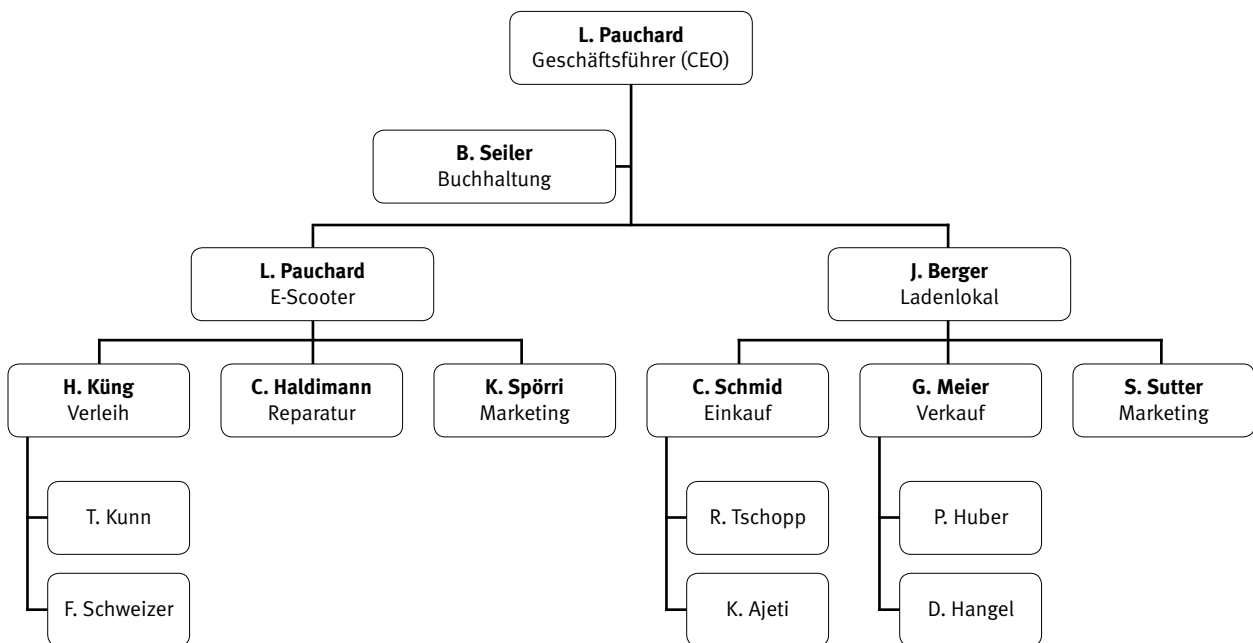 L. Pauchard
Geschäftsführer (CEO)
B. Seiler
Buchhaltung
L. Pauchard
E-Scooter
J. Berger
Ladenlokal
H. Küng
Verleih
C. Haldimann
Reparatur
K. Spörri
Marketing
C. Schmid
Einkauf
G. Meier
Verkauf
S. Sutter
Marketing
T. Kunn
R. Tschopp
P. Huber
F. Schweizer
K. Ajeti
D. Hangel